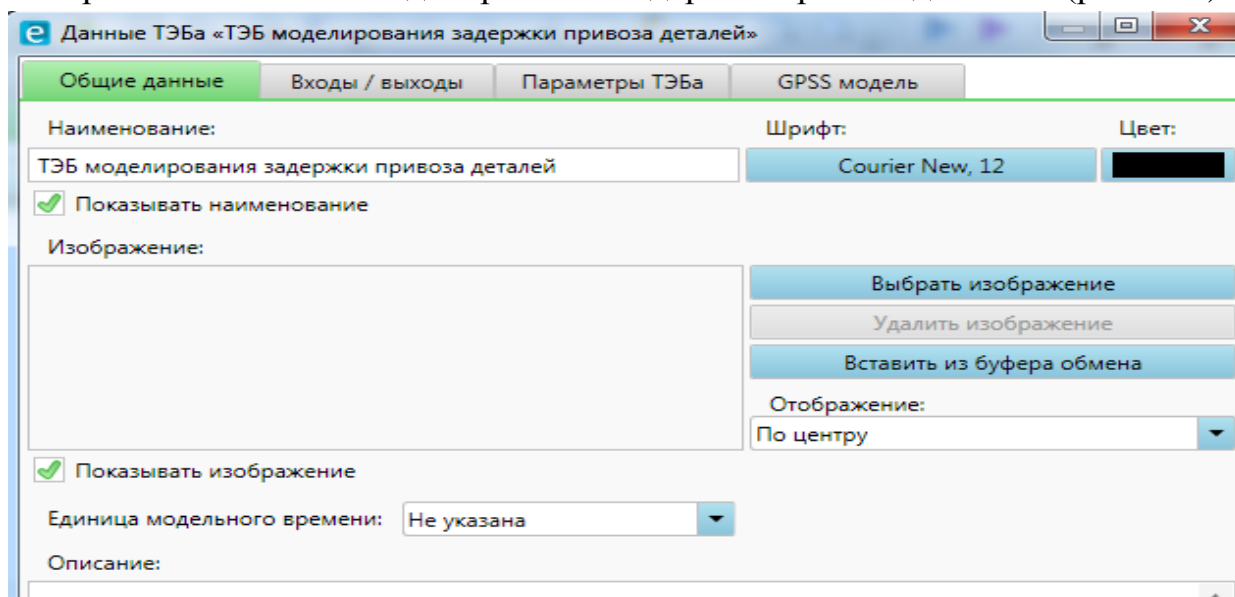 Данные ТЭБа «ТЭБ моделирования задержки привоза деталей»
Общие данные Входы / выходы Параметры ТЭБа GPSS модель
Наименование: Шрифт: Цвет:
ТЭБ моделирования задержки привоза деталей Courier New, 12
Показывать наименование
Изображение:
Выбрать изображение
Удалить изображение
Вставить из буфера обмена
Отображение:
По центру
Показывать изображение
Единица модельного времени: Не указана
Описание: